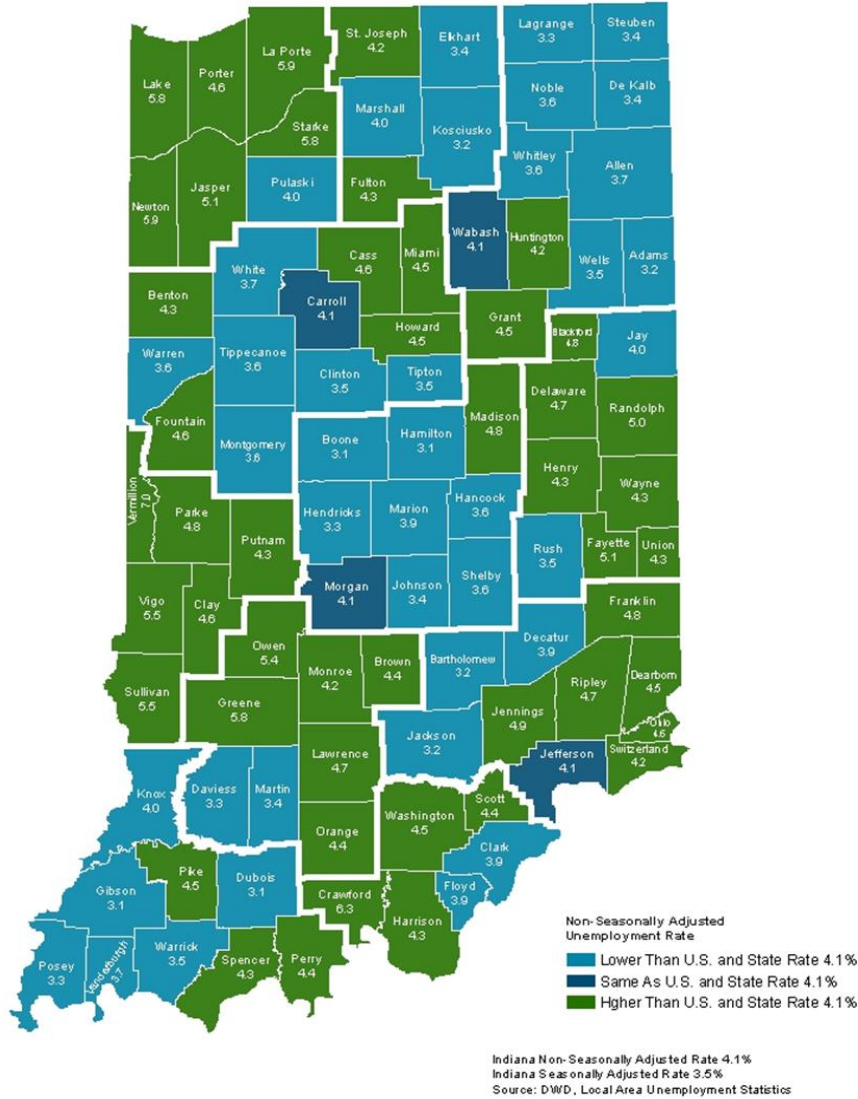 St. Joseph
4.2
Elkhart
3.4
Lagrange
3.3
Steuben
3.4
La Porte
5.9
Porter
4.6
Lake
5.8
Noble
3.6
De Kalb
3.4
Marshall
4.0
Kosciusko
3.2
Starke
5.8
Whitley
3.6
Allen
3.7
Pulaski
4.0
Fulton
4.3
Jasper
5.1
Newton
5.9
Wabash
4.1
Huntington
4.2
Wells
3.5
Adams
3.2
White
3.7
Cass
4.6
Miami
4.5
Benton
4.3
Carroll
4.1
Grant
4.5
Howard
4.5
Blackford
4.8
Jay
4.0
Warren
3.6
Tippecanoe
3.6
Clinton
3.5
Tipton
3.5
Delaware
4.7
Randolph
5.0
Fountain
4.6
Montgomery
3.6
Boone
3.1
Hamilton
3.1
Madison
4.8
Henry
4.3
Wayne
4.3
Vermillion
7.0
Parke
4.8
Putnam
4.3
Hendricks
3.3
Marion
3.9
Hancock
3.6
Rush
3.5
Fayette
5.1
Union
4.3
Vigo
5.5
Clay
4.6
Morgan
4.1
Johnson
3.4
Shelby
3.6
Franklin
4.8
Owen
5.4
Decatur
3.9
Sullivan
5.5
Greene
5.8
Monroe
4.2
Brown
4.4
Bartholomew
3.2
Ripley
4.7
Dearborn
4.5
Jennings
4.9
Ohio
4.6
Switzerland
4.2
Jackson
3.2
Lawrence
4.7
Jefferson
4.1
Knox
4.0
Daviess
3.3
Martin
3.4
Orange
4.4
Washington
4.5
Scott
4.4
Clark
3.9
Gibson
3.1
Pike
4.5
Dubois
3.1
Crawford
6.3
Floyd
3.9
Harrison
4.3
Posey
3.3
Vanderburgh
3.7
Warrick
3.5
Spencer
4.3
Perry
4.4
Non-Seasonally Adjusted
Unemployment Rate
Lower Than U.S. and State Rate 4.1%
Same As U.S. and State Rate 4.1%
Hgher Than U.S. and State Rate 4.1%
Indiana Non-Seasonally Adjusted Rate 4.1%
Indiana Seasonally Adjusted Rate 3.5%
Source: DWD, Local Area Unemployment Statistics